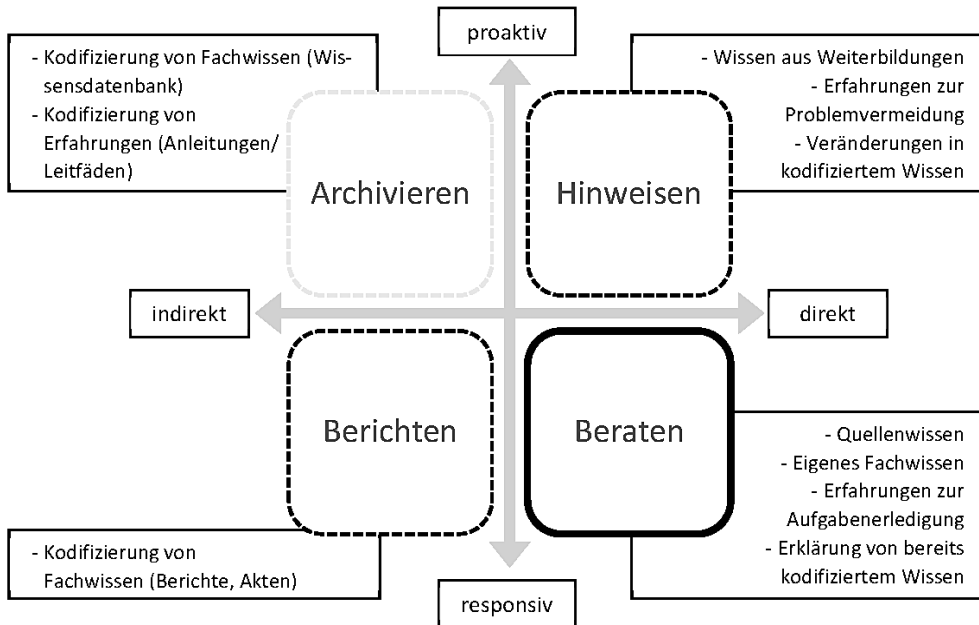 proaktiv
- Kodifizierung von Fachwissen (Wis-
sensdatenbank)
- Kodifizierung von
Erfahrungen (Anleitungen/
Leitfäden)
- Wissen aus Weiterbildungen
- Erfahrungen zur
Problemvermeidung
- Veränderungen in
kodifiziertem Wissen
Archivieren
Hinweisen
indirekt
direkt
Berichten
Beraten
- Kodifizierung von
Fachwissen (Berichte, Akten)
- Quellenwissen
- Eigenes Fachwissen
- Erfahrungen zur
Aufgabenerledigung
- Erklärung von bereits
kodifiziertem Wissen
responsiv